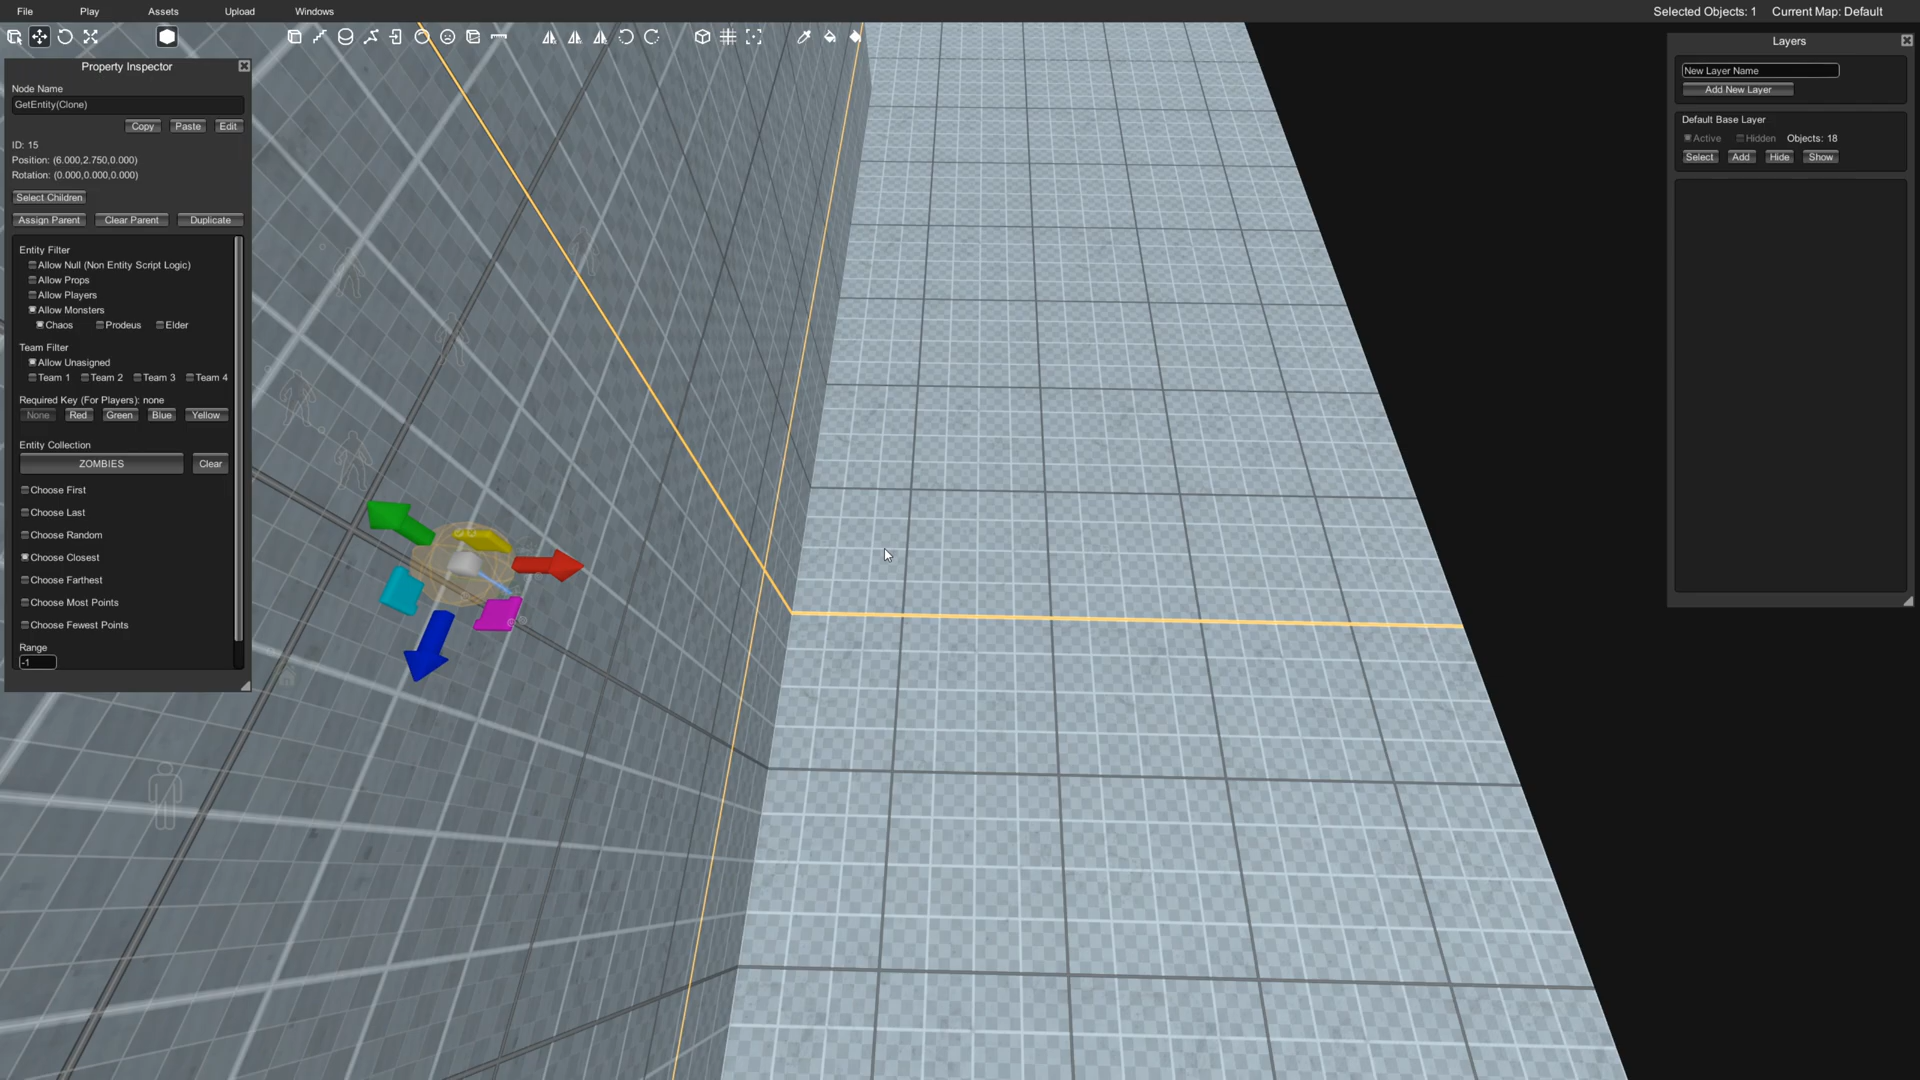 File Play Assets Upload Windows Selected Objects: 1 Current Map: Default
Property Inspector
Node Name
GetEntity(Clone)
Copy Paste Edit
ID: 15
Position: (6.000,2.750,0.000)
Rotation: (0.000,0.000,0.000)
Select Children
Assign Parent Clear Parent Duplicate
Entity Filter
Allow Null (Non Entity Script Logic)
Allow Props
Allow Players
Allow Monsters
Chaos Prodeus Elder
Team Filter
Allow Unasigned
Team 1 Team 2 Team 3 Team 4
Required Key (For Players): none
None Red Green Blue Yellow
Entity Collection
ZOMBIES Clear
Choose First
Choose Last
Choose Random
Choose Closest
Choose Farthest
Choose Most Points
Choose Fewest Points
Range
-1
Layers
New Layer Name
Add New Layer
Default Base Layer
Active Hidden Objects: 18
Select Add Hide Show